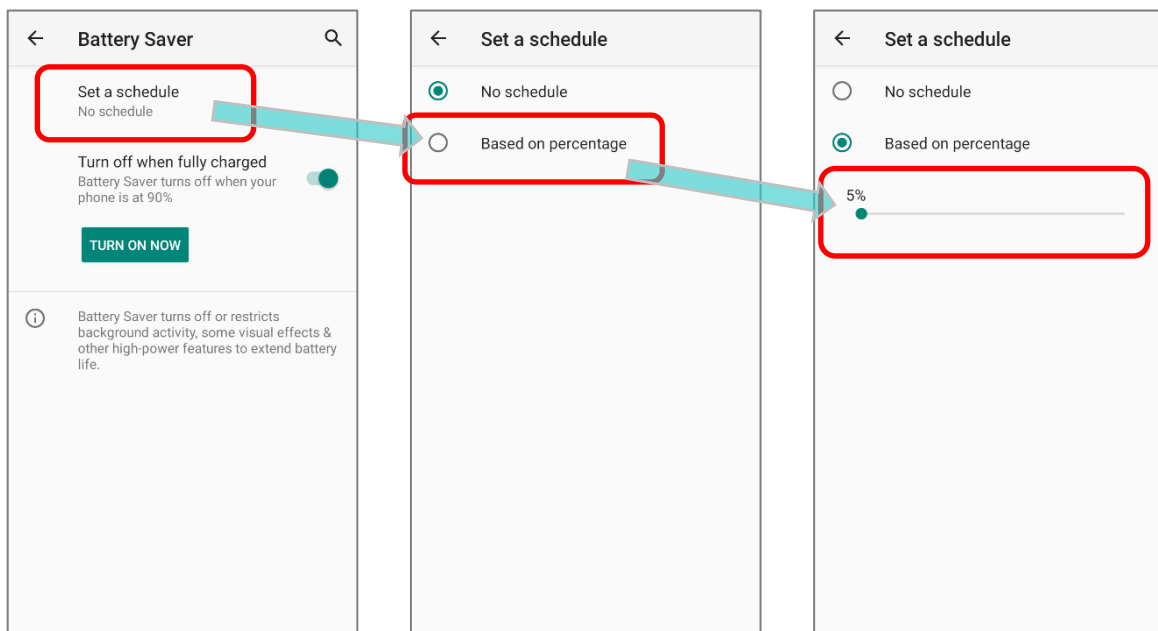 Battery Saver
Set a schedule
No schedule
Turn off when fully charged
Battery Saver turns off when your
phone is at 90%
TURN ON NOW
Battery Saver turns off or restricts
background activity, some visual effects &
other high-power features to extend battery
life.
Set a schedule
No schedule
Based on percentage
Set a schedule
No schedule
Based on percentage
5%